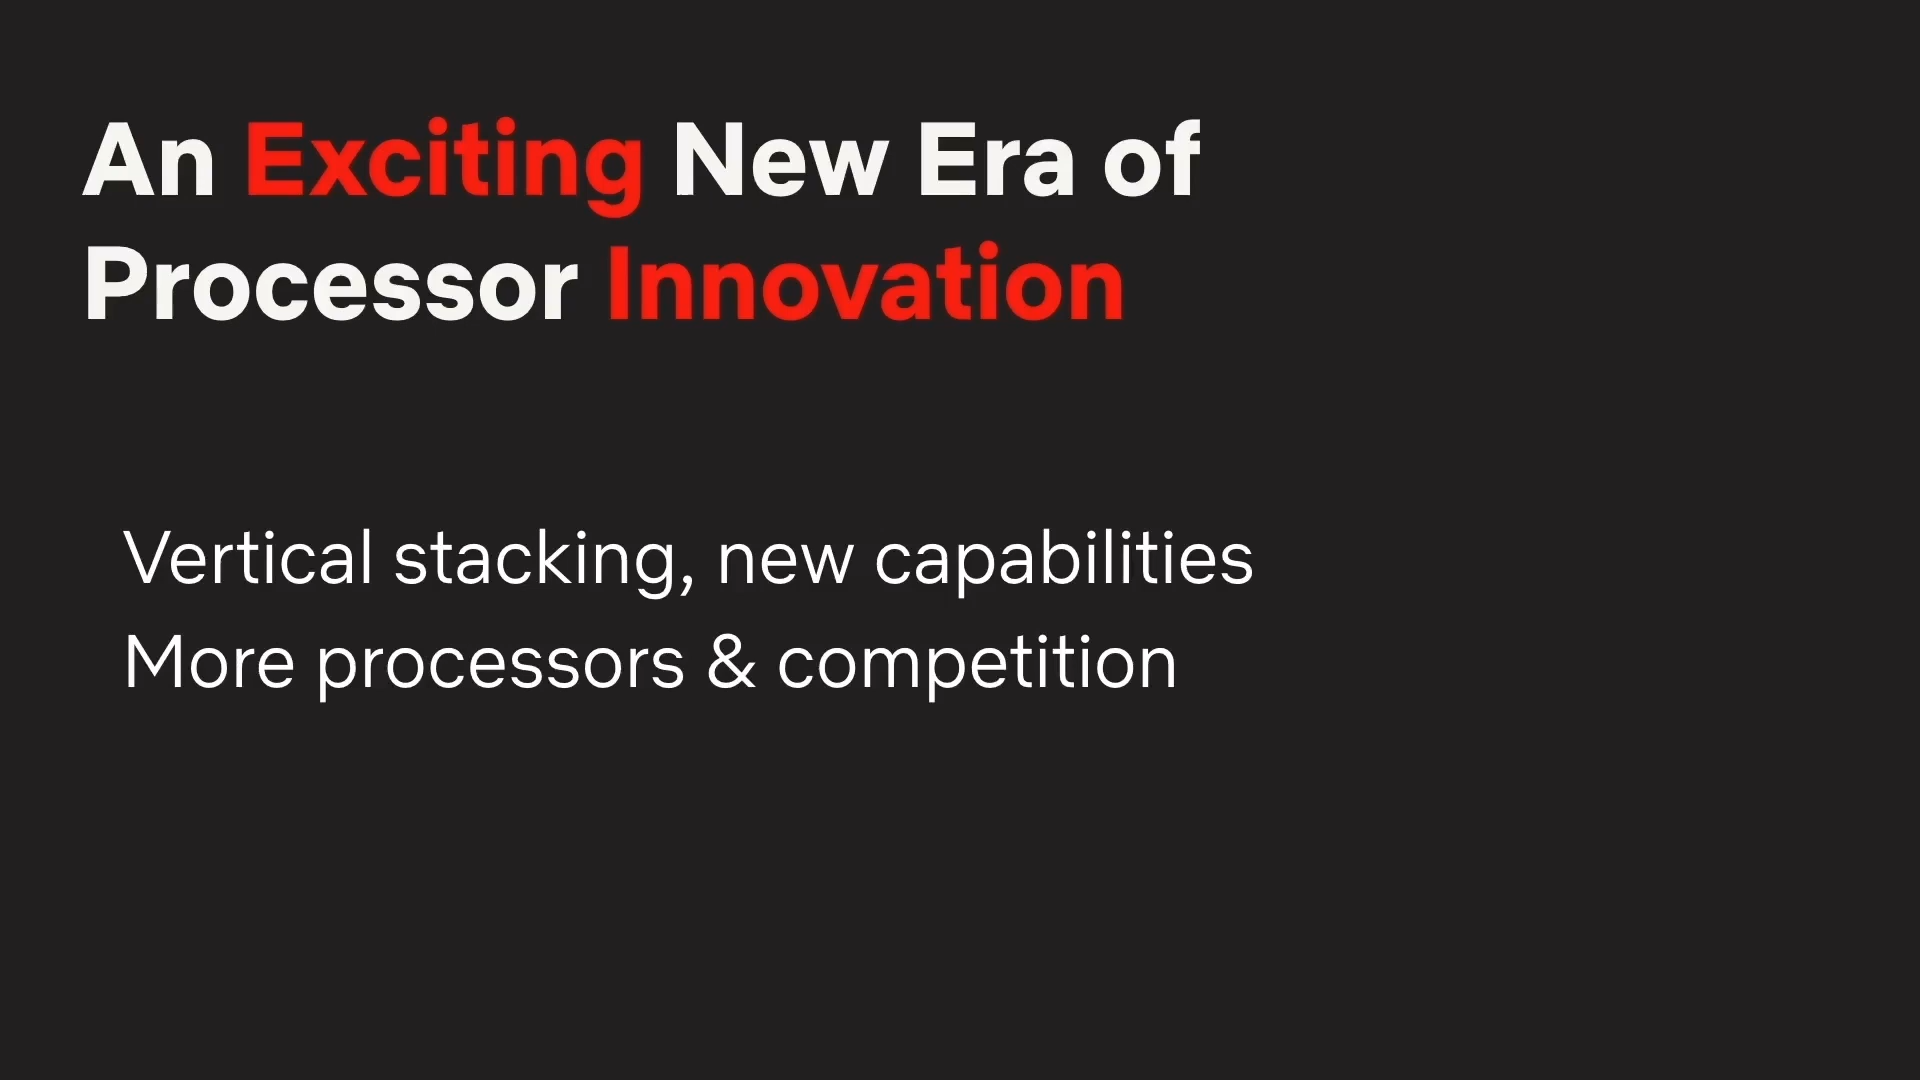 An Exciting New Era of
Processor Innovation
Vertical stacking, new capabilities
More processors & competition